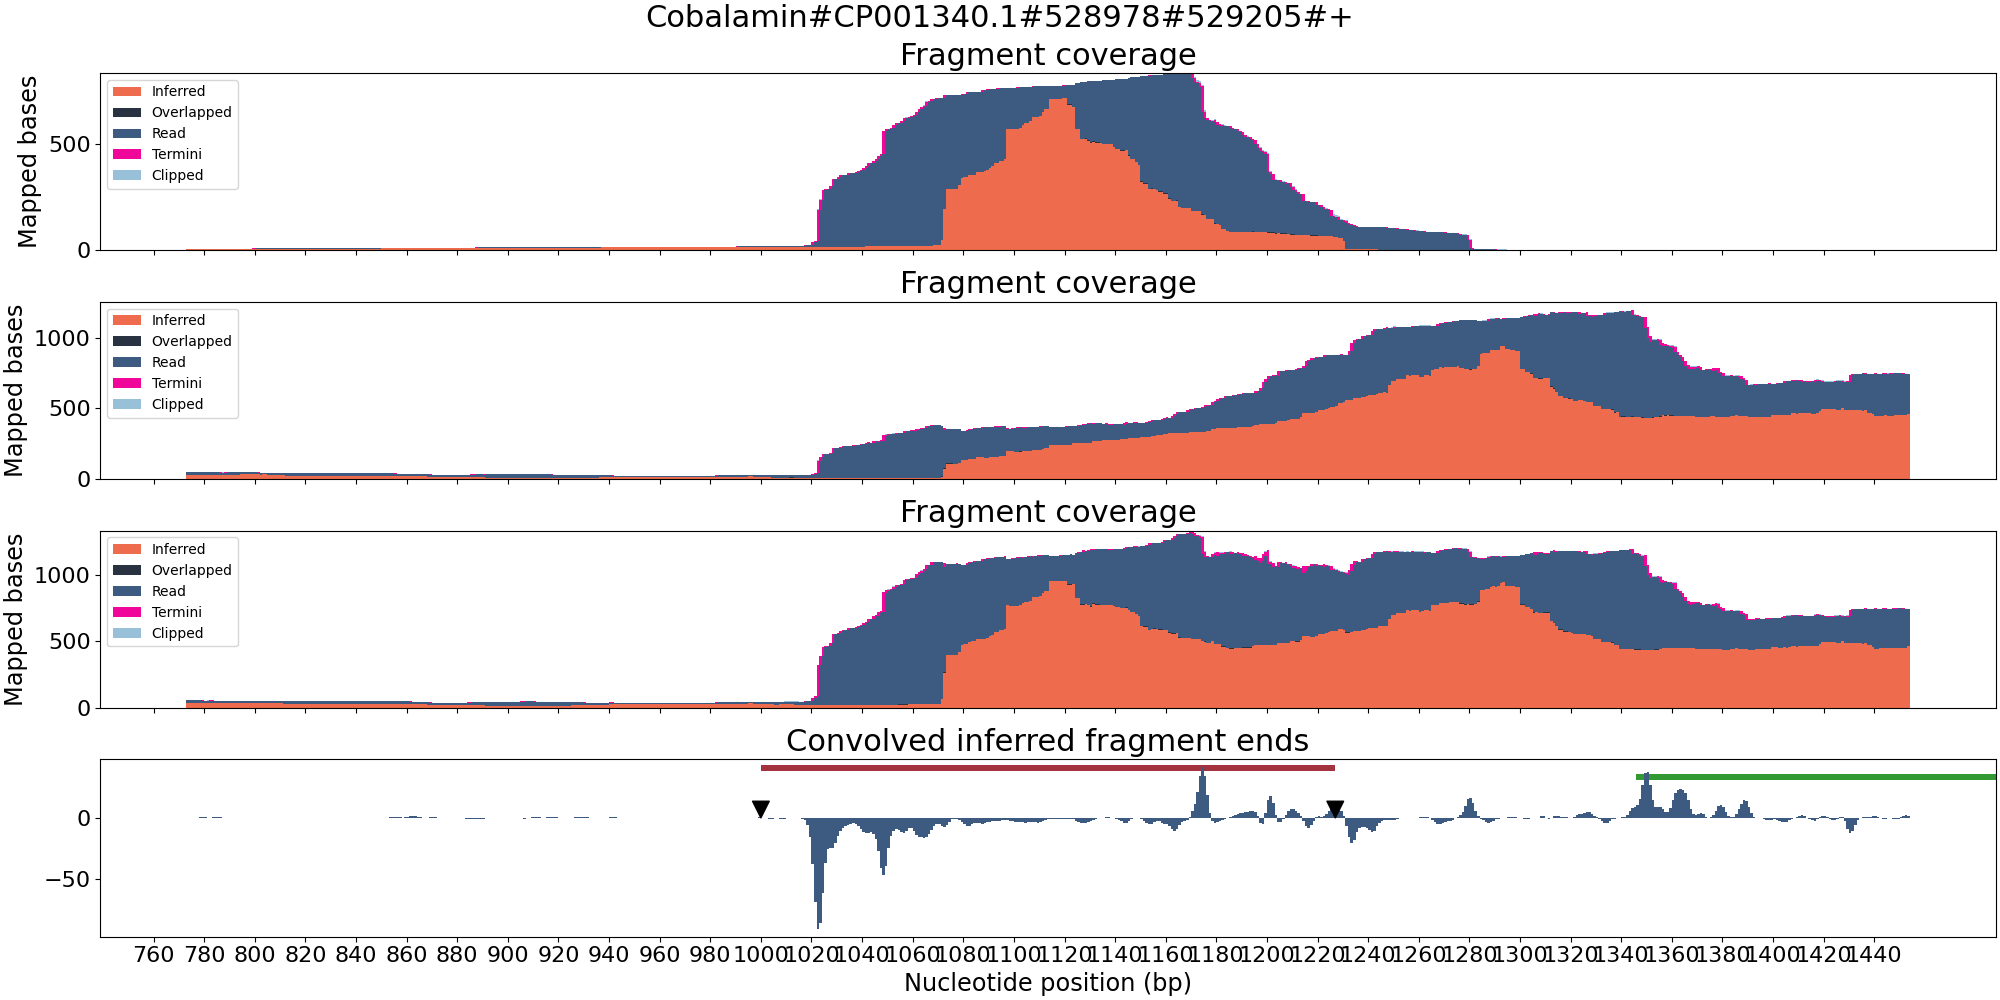 Cobalamin#CP001340.1#528978#529205#+
Fragment coverage
Mapped bases
500
0
Inferred
Overlapped
Read
Termini
Clipped
Fragment coverage
Mapped bases
1000
500
0
Inferred
Overlapped
Read
Termini
Clipped
Fragment coverage
Mapped bases
1000
500
0
Inferred
Overlapped
Read
Termini
Clipped
Convolved inferred fragment ends
0
−50
760 780 800 820 840 860 880 900 920 940 960 980 1000 1020 1040 1060 1080 1100 1120 1140 1160 1180 1200 1220 1240 1260 1280 1300 1320 1340 1360 1380 1400 1420 1440
Nucleotide position (bp)